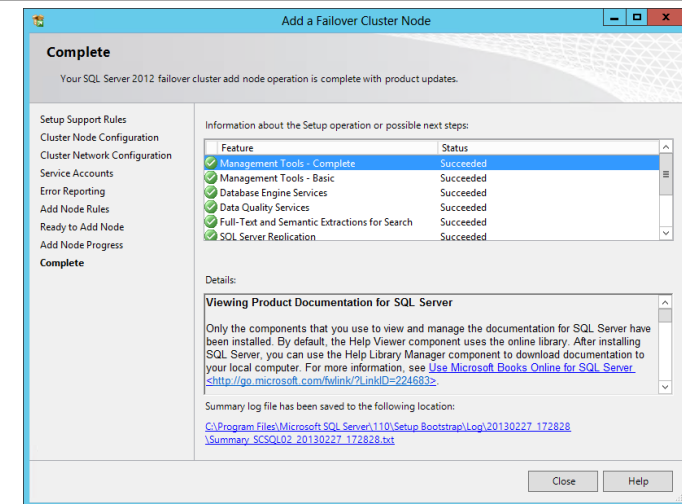 Add a Failover Cluster Node
Complete
Your SQL Server 2012 failover cluster add node operation is complete with product updates.
Setup Support Rules
Cluster Node Configuration
Cluster Network Configuration
Service Accounts
Error Reporting
Add Node Rules
Ready to Add Node
Add Node Progress
Complete
Information about the Setup operation or possible next steps:
Feature Status
Management Tools - Complete Succeeded
Management Tools - Basic Succeeded
Database Engine Services Succeeded
Data Quality Services Succeeded
Full-Text and Semantic Extractions for Search Succeeded
SQL Server Replication Succeeded
Details:
Viewing Product Documentation for SQL Server
Only the components that you use to view and manage the documentation for SQL Server have
been installed. By default, the Help Viewer component uses the online library. After installing
SQL Server, you can use the Help Library Manager component to download documentation to
your local computer. For more information, see Use Microsoft Books Online for SQL Server
<http://go.microsoft.com/fwlink/?LinkID=224683>.
Summary log file has been saved to the following location:
C:\Program Files\Microsoft SQL Server\110\Setup Bootstrap\Log\20130227_172828
\Summary_SCSQL02_20130227_172828.txt
Close Help